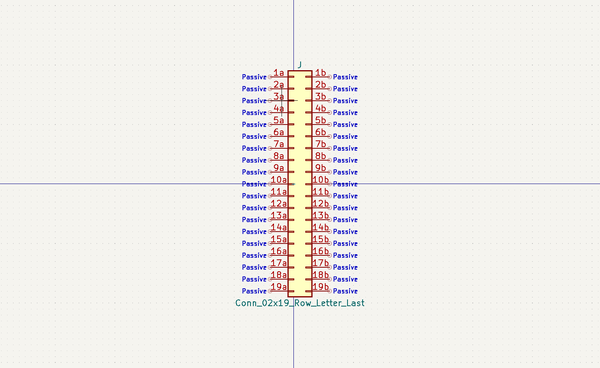 J
Passive 1a 1b Passive
Passive 2a 2b Passive
Passive 3a 3b Passive
Passive 4a 4b Passive
Passive 5a 5b Passive
Passive 6a 6b Passive
Passive 7a 7b Passive
Passive 8a 8b Passive
Passive 9a 9b Passive
Passive 10a 10b Passive
Passive 11a 11b Passive
Passive 12a 12b Passive
Passive 13a 13b Passive
Passive 14a 14b Passive
Passive 15a 15b Passive
Passive 16a 16b Passive
Passive 17a 17b Passive
Passive 18a 18b Passive
Passive 19a 19b Passive
Conn_02x19_Row_Letter_Last